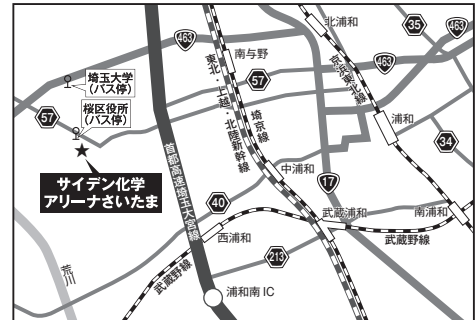 北浦和
35
463
463
463
南与野
京浜東北線
埼玉大学
(バス停)
57
東北・上越・北陸新幹線
埼京線
浦和
57
桜区役所
(バス停)
34
サイデン化学
アリーナさいたま
首都高速埼玉大宮線
中浦和
17
40
武蔵浦和
南浦和
西浦和
武蔵野線
荒川
武蔵野線
213
浦和南IC